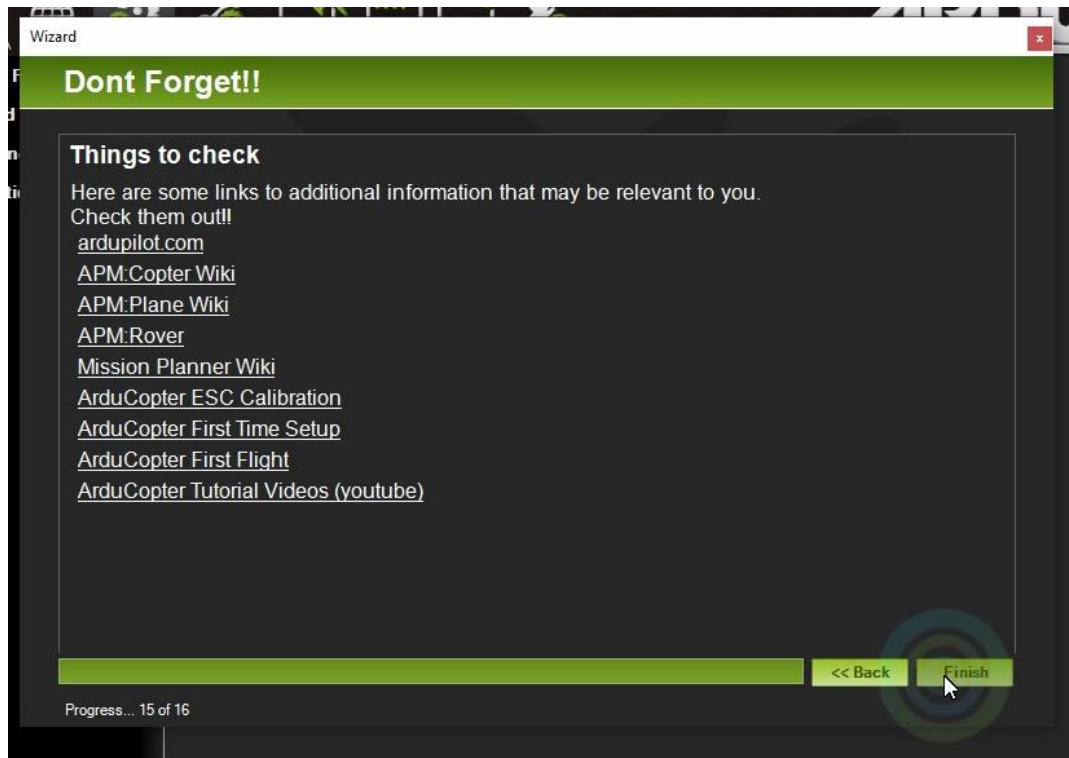 Wizard
x
Dont Forget!!
Things to check
Here are some links to additional information that may be relevant to you.
Check them out!!
ardupilot.com
APM:Copter Wiki
APM:Plane Wiki
APM:Rover
Mission Planner Wiki
ArduCopter ESC Calibration
ArduCopter First Time Setup
ArduCopter First Flight
ArduCopter Tutorial Videos (youtube)
<< Back
Finish
Progress... 15 of 16